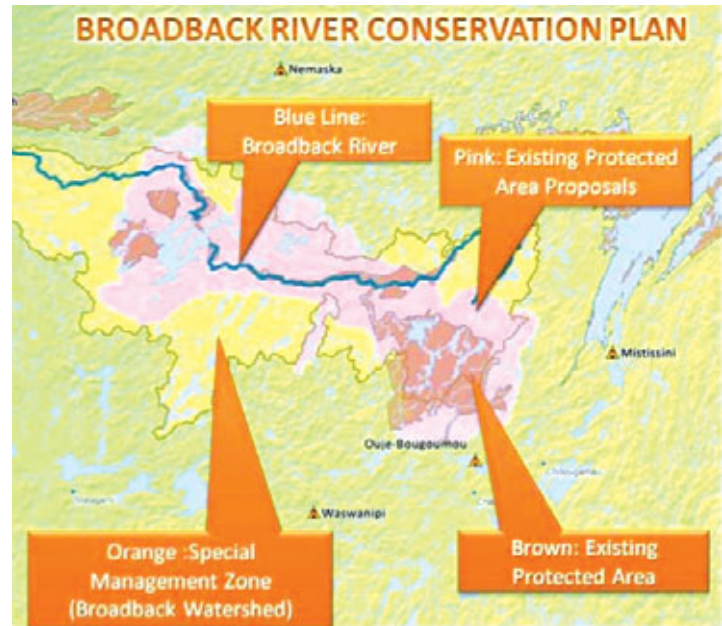 BROADBACK RIVER CONSERVATION PLAN
Nemaska
Blue Line:
Broadback River
Pink: Existing Protected
Area Proposals
Mistissini
Ouje-Bougoumou
Waswanipi
Orange :Special
Management Zone
(Broadback Watershed)
Brown: Existing
Protected Area